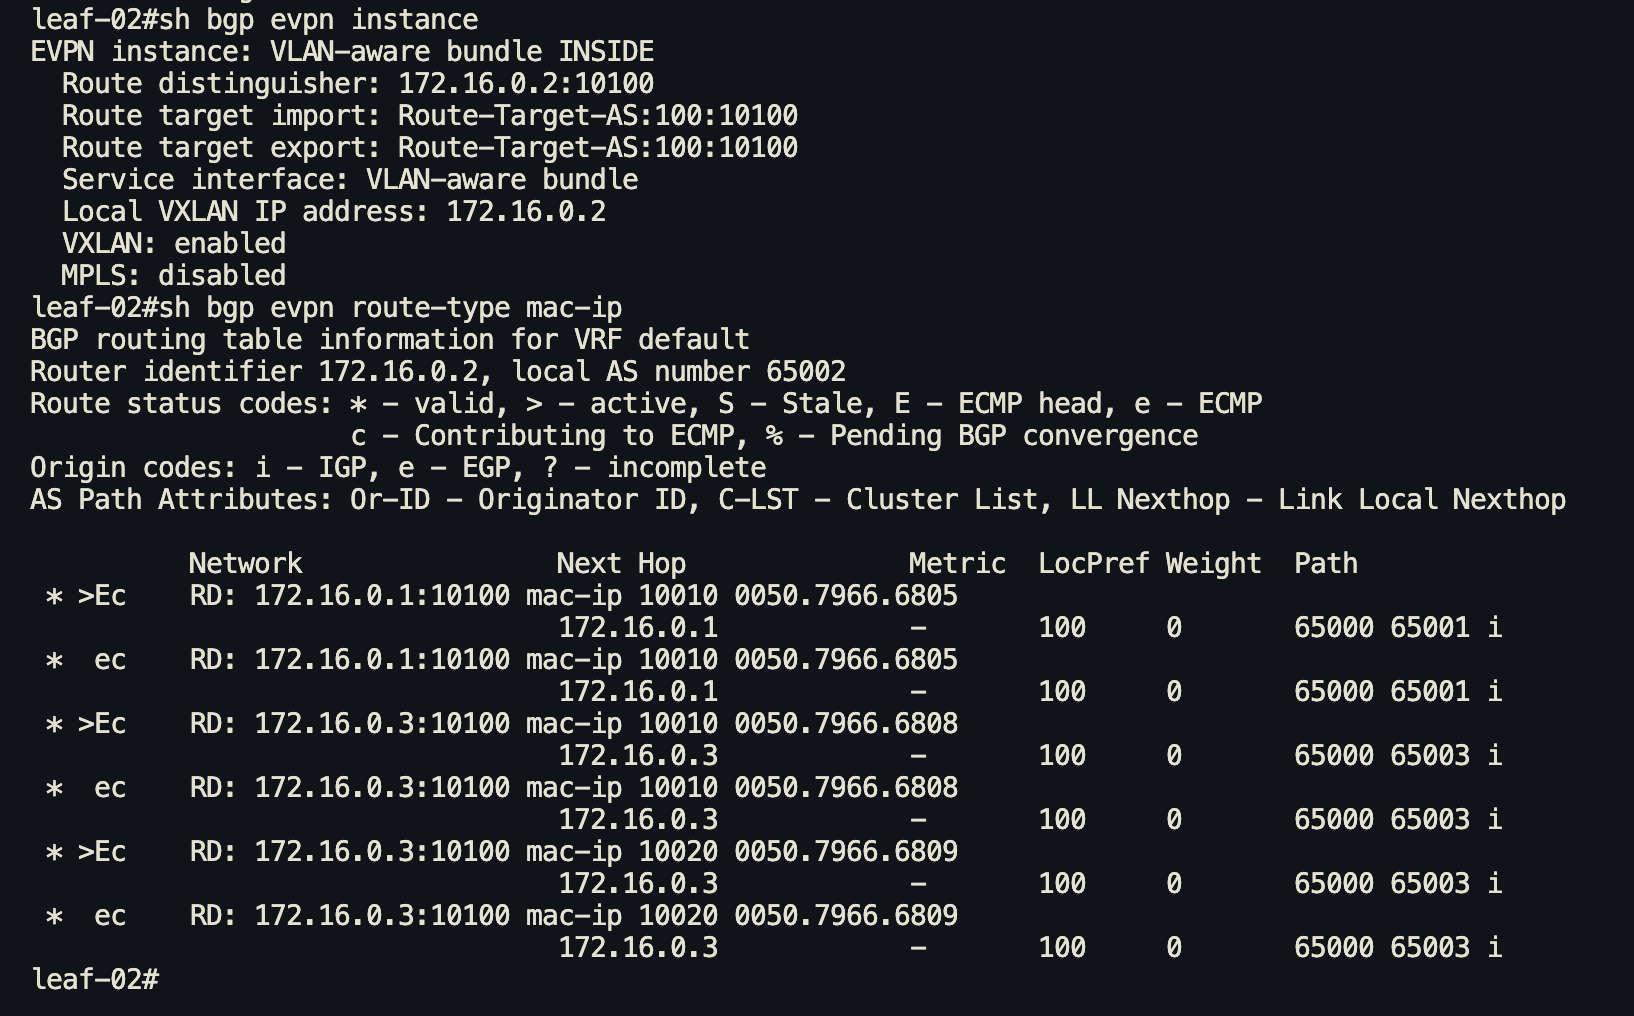 leaf-02#sh bgp evpn instance
EVPN instance: VLAN-aware bundle INSIDE
  Route distinguisher: 172.16.0.2:10100
  Route target import: Route-Target-AS:100:10100
  Route target export: Route-Target-AS:100:10100
  Service interface: VLAN-aware bundle
  Local VXLAN IP address: 172.16.0.2
  VXLAN: enabled
  MPLS: disabled
leaf-02#sh bgp evpn route-type mac-ip
BGP routing table information for VRF default
Router identifier 172.16.0.2, local AS number 65002
Route status codes: * - valid, > - active, S - Stale, E - ECMP head, e - ECMP
                    c - Contributing to ECMP, % - Pending BGP convergence
Origin codes: i - IGP, e - EGP, ? - incomplete
AS Path Attributes: Or-ID - Originator ID, C-LST - Cluster List, LL Nexthop - Link Local Nexthop

          Network                Next Hop              Metric  LocPref Weight  Path
 * >Ec    RD: 172.16.0.1:10100 mac-ip 10010 0050.7966.6805
                                 172.16.0.1            -       100     0       65000 65001 i
 *  ec    RD: 172.16.0.1:10100 mac-ip 10010 0050.7966.6805
                                 172.16.0.1            -       100     0       65000 65001 i
 * >Ec    RD: 172.16.0.3:10100 mac-ip 10010 0050.7966.6808
                                 172.16.0.3            -       100     0       65000 65003 i
 *  ec    RD: 172.16.0.3:10100 mac-ip 10010 0050.7966.6808
                                 172.16.0.3            -       100     0       65000 65003 i
 * >Ec    RD: 172.16.0.3:10100 mac-ip 10020 0050.7966.6809
                                 172.16.0.3            -       100     0       65000 65003 i
 *  ec    RD: 172.16.0.3:10100 mac-ip 10020 0050.7966.6809
                                 172.16.0.3            -       100     0       65000 65003 i
leaf-02#